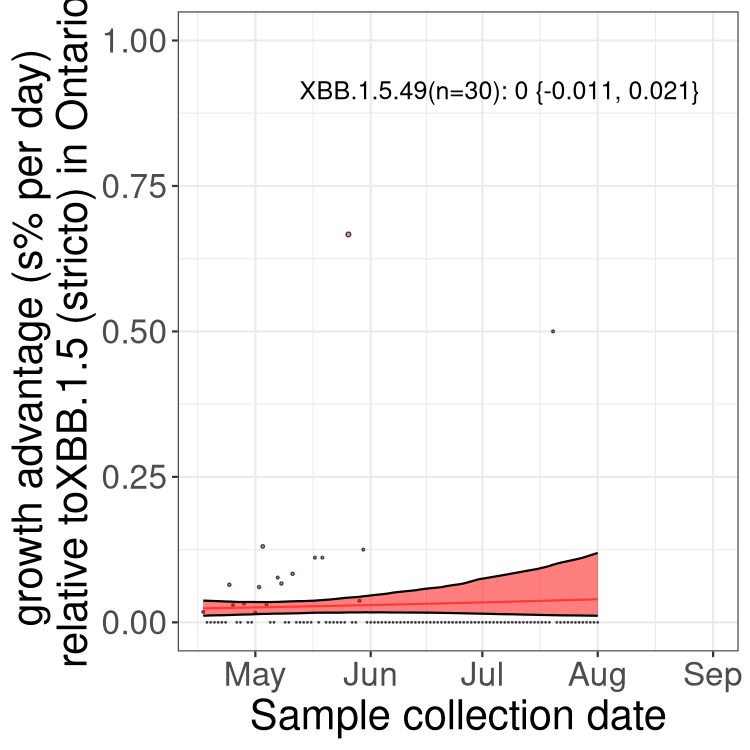 growth advantage (s% per day)
relative toXBB.1.5 (stricto) in Ontario
1.00
0.75
0.50
0.25
0.00
XBB.1.5.49(n=30): 0 {-0.011, 0.021}
May Jun Jul Aug Sep
Sample collection date